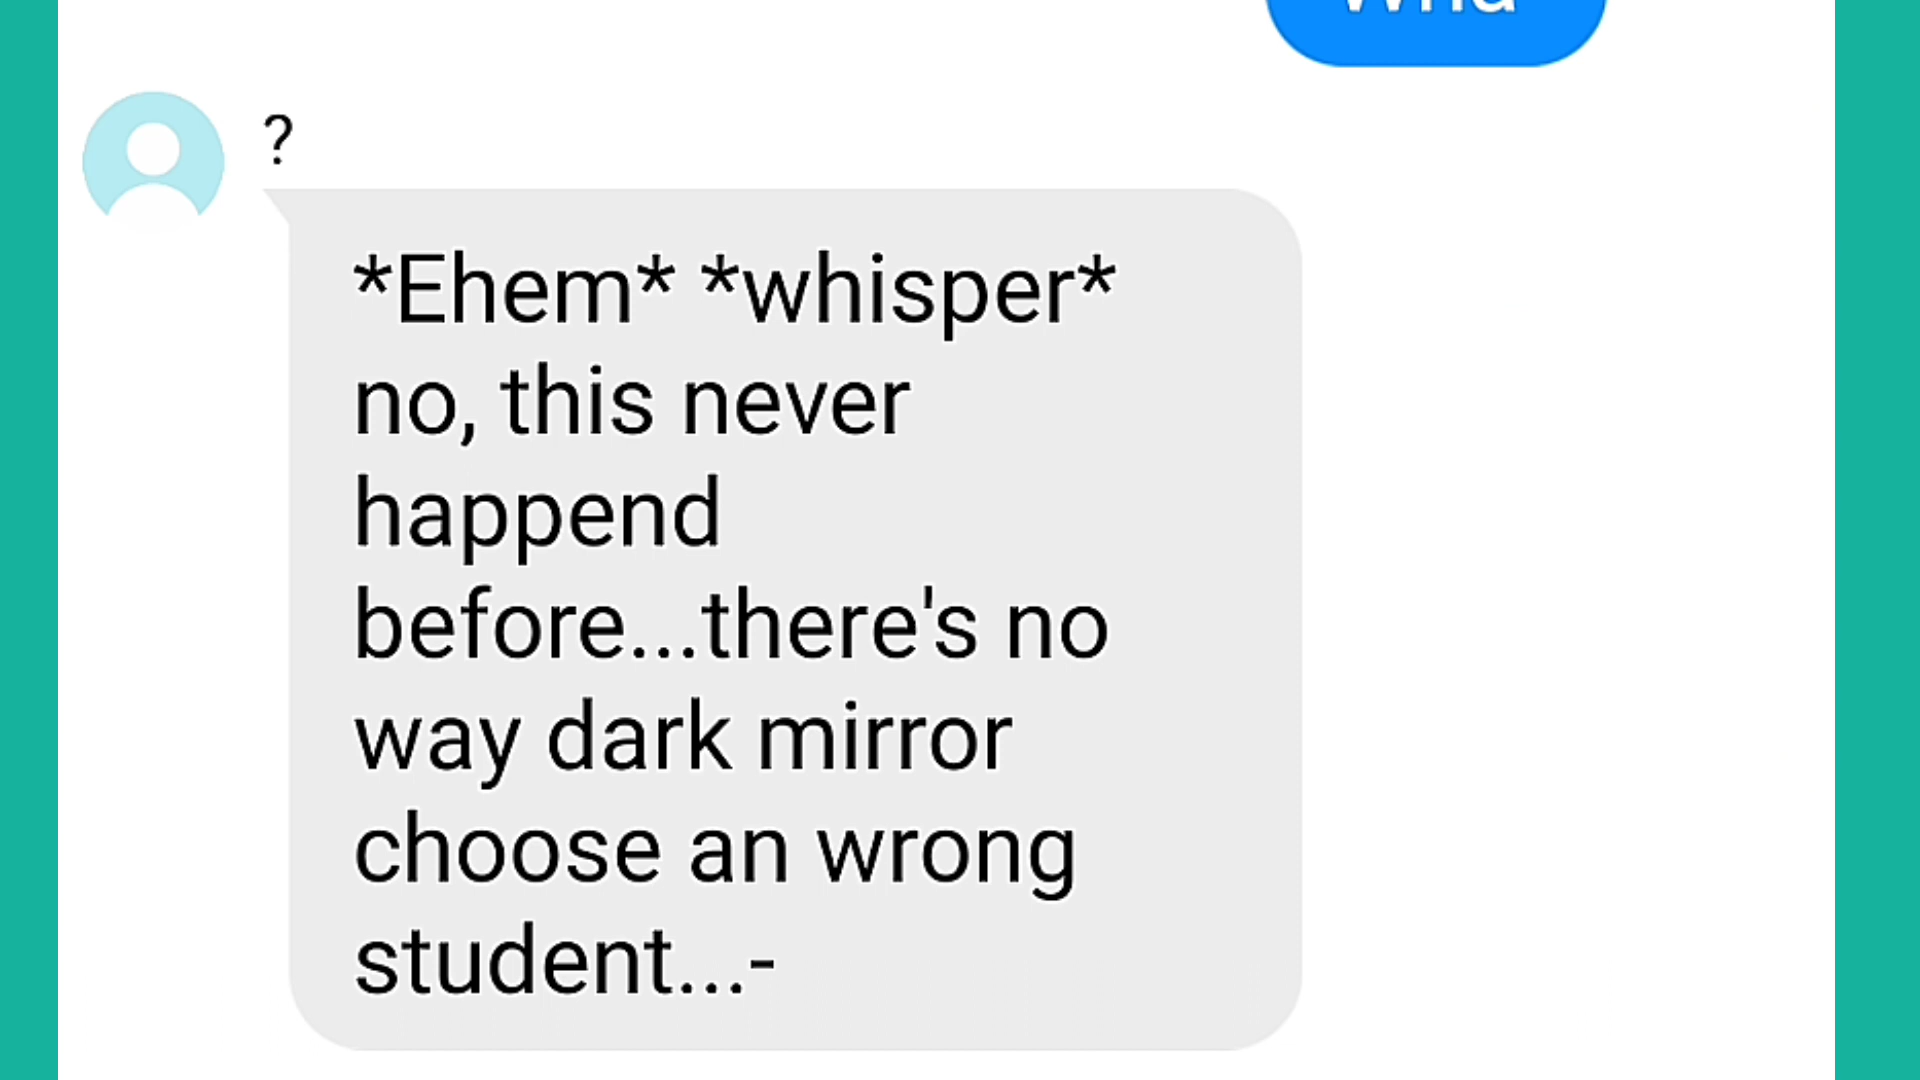 ?
*Ehem* *whisper*
no, this never
happend
before...there's no
way dark mirror
choose an wrong
student...-